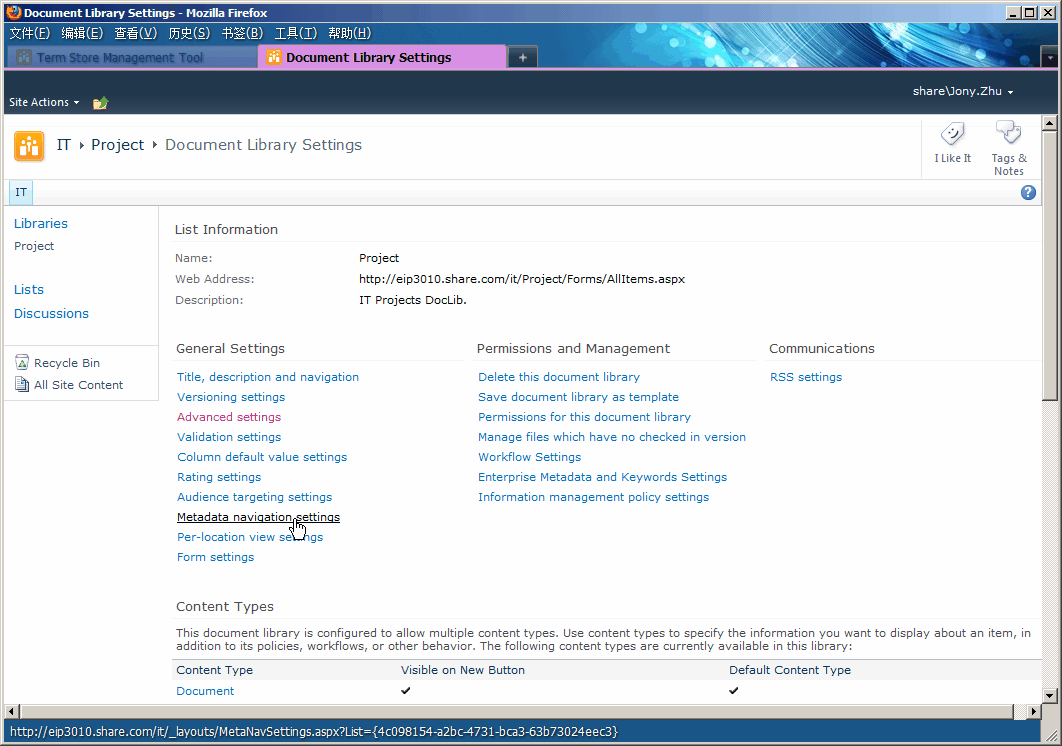 Document Library Settings - Mozilla Firefox
文件(F) 编辑(E) 查看(V) 历史(S) 书签(B) 工具(T) 帮助(H)
Term Store Management Tool Document Library Settings +
share\Jony.Zhu
Site Actions
IT Project Document Library Settings
I Like It Tags & Notes
IT
Libraries
Project
Lists
Discussions
Recycle Bin
All Site Content
List Information
Name: Project
Web Address: http://eip3010.share.com/it/Project/Forms/AllItems.aspx
Description: IT Projects DocLib.
General Settings
Title, description and navigation
Versioning settings
Advanced settings
Validation settings
Column default value settings
Rating settings
Audience targeting settings
Metadata navigation settings
Per-location view settings
Form settings
Permissions and Management
Delete this document library
Save document library as template
Permissions for this document library
Manage files which have no checked in version
Workflow Settings
Enterprise Metadata and Keywords Settings
Information management policy settings
Communications
RSS settings
Content Types
This document library is configured to allow multiple content types. Use content types to specify the information you want to display about an item, in
addition to its policies, workflows, or other behavior. The following content types are currently available in this library:
Content Type Visible on New Button Default Content Type
Document
http://eip3010.share.com/it/_layouts/MetaNavSettings.aspx?List={4c098154-a2bc-4731-bca3-63b73024eec3}